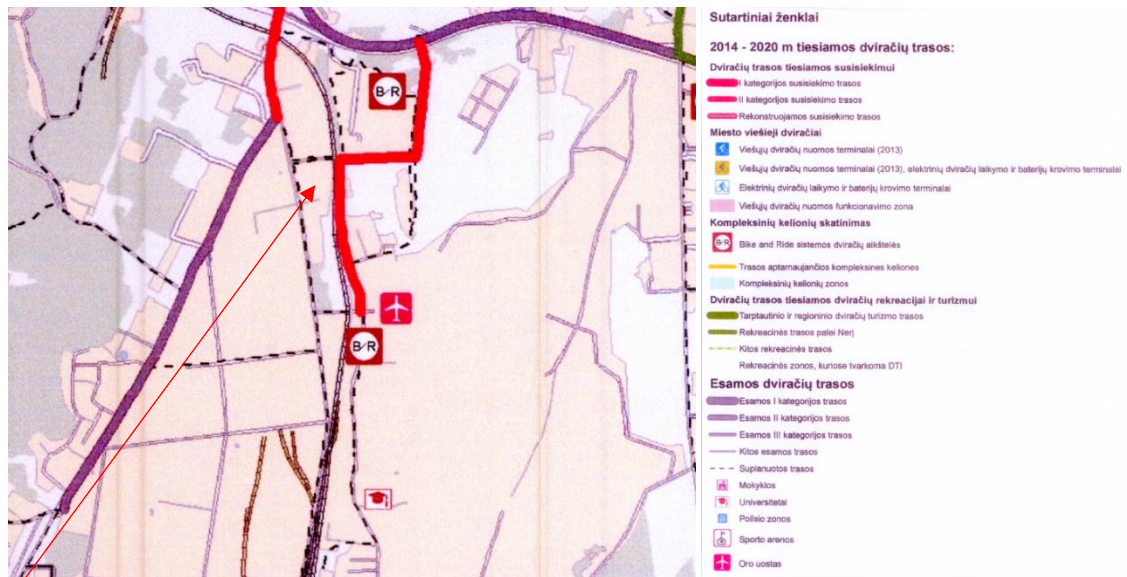 B+R
B+R
Sutartiniai ženklai
2014 - 2020 m tiesiamos dviračių trasos:
Dviračių trasos tiesiamos susisiekimui
I kategorijos susisiekimo trasos
II kategorijos susisiekimo trasos
Rekonstruojamos susisiekimo trasos
Miesto viešieji dviračiai
Viešųjų dviračių nuomos terminalai (2013)
Viešųjų dviračių nuomos terminalai (2013), elektrinių dviračių laikymo ir baterijų krovimo terminalai
Elektrinių dviračių laikymo ir baterijų krovimo terminalai
Viešųjų dviračių nuomos funkcionavimo zona
Kompleksinių kelionių skatinimas
B+R Bike and Ride sistemos dviračių aikštelės
Trasos aptarnaujančios kompleksines keliones
Kompleksinių kelionių zonos
Dviračių trasos tiesiamos dviračių rekreacijai ir turizmui
Tarptautinio ir regioninio dviračių turizmo trasos
Rekreacinės trasos palei Nerį
Kitos rekreacinės trasos
Rekreacinės zonos, kuriose tvarkoma DTI
Esamos dviračių trasos
Esamos I kategorijos trasos
Esamos II kategorijos trasos
Esamos III kategorijos trasos
Kitos esamos trasos
Suplanuotos trasos
Mokyklos
Universitetai
Poilsio zonos
Sporto arenos
Oro uostas